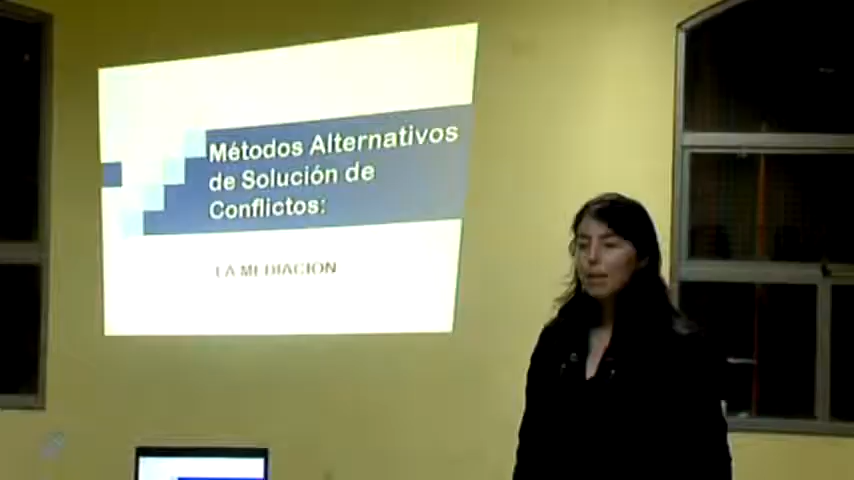 Métodos Alternativos
de Solución de
Conflictos:
LA MEDIACION